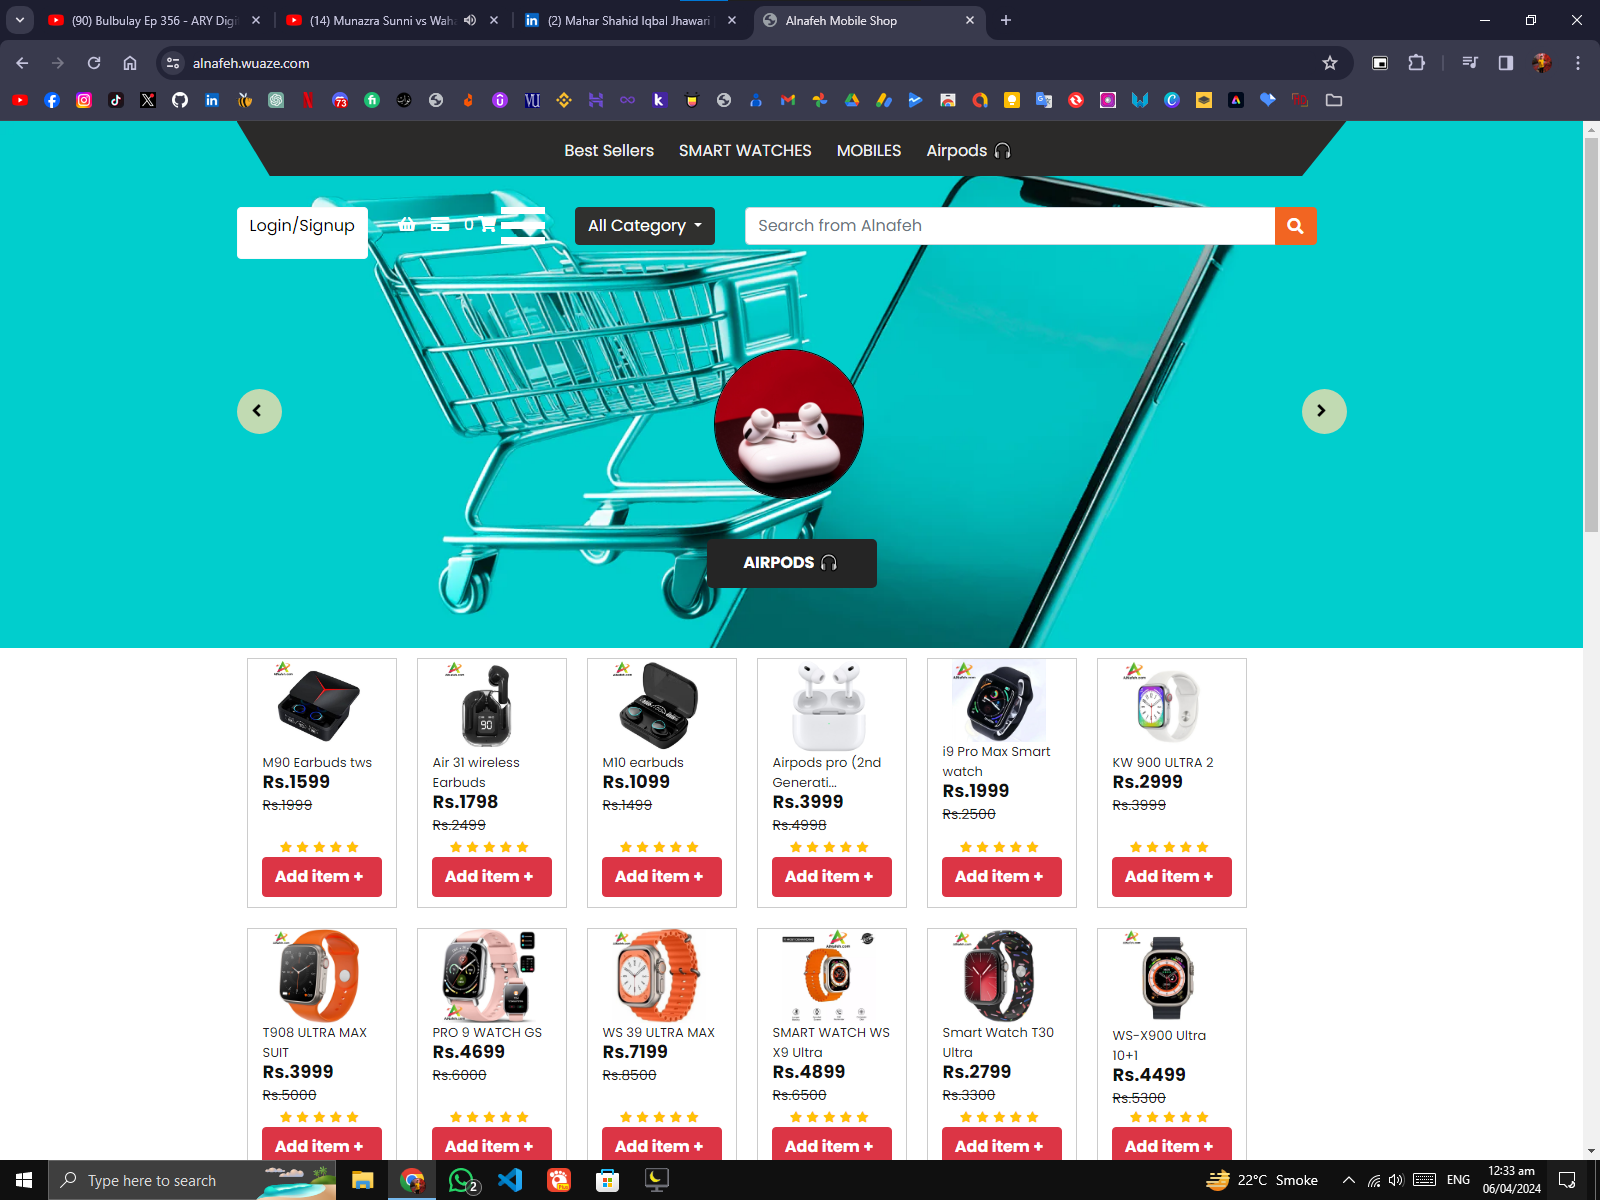 (90) Bulbulay Ep 356 - ARY Digi
(14) Munazra Sunni vs Waha
(2) Mahar Shahid Iqbal Jhawari
Alnafeh Mobile Shop
alnafeh.wuaze.com
Best Sellers SMART WATCHES MOBILES Airpods 🎧
Login/Signup
0
All Category
Search from Alnafeh
AIRPODS 🎧
M90 Earbuds tws
Rs.1599
Rs.1999
Add item +
Air 31 wireless
Earbuds
Rs.1798
Rs.2499
Add item +
M10 earbuds
Rs.1099
Rs.1499
Add item +
Airpods pro (2nd
Generati...
Rs.3999
Rs.4998
Add item +
i9 Pro Max Smart
watch
Rs.1999
Rs.2500
Add item +
KW 900 ULTRA 2
Rs.2999
Rs.3999
Add item +
T908 ULTRA MAX
SUIT
Rs.3999
Rs.5000
Add item +
PRO 9 WATCH GS
Rs.4699
Rs.6000
Add item +
WS 39 ULTRA MAX
Rs.7199
Rs.8500
Add item +
SMART WATCH WS
X9 Ultra
Rs.4899
Rs.6500
Add item +
Smart Watch T30
Ultra
Rs.2799
Rs.3300
Add item +
WS-X900 Ultra
10+1
Rs.4499
Rs.5300
Add item +
Type here to search
2
22°C Smoke
ENG
12:33 am
06/04/2024